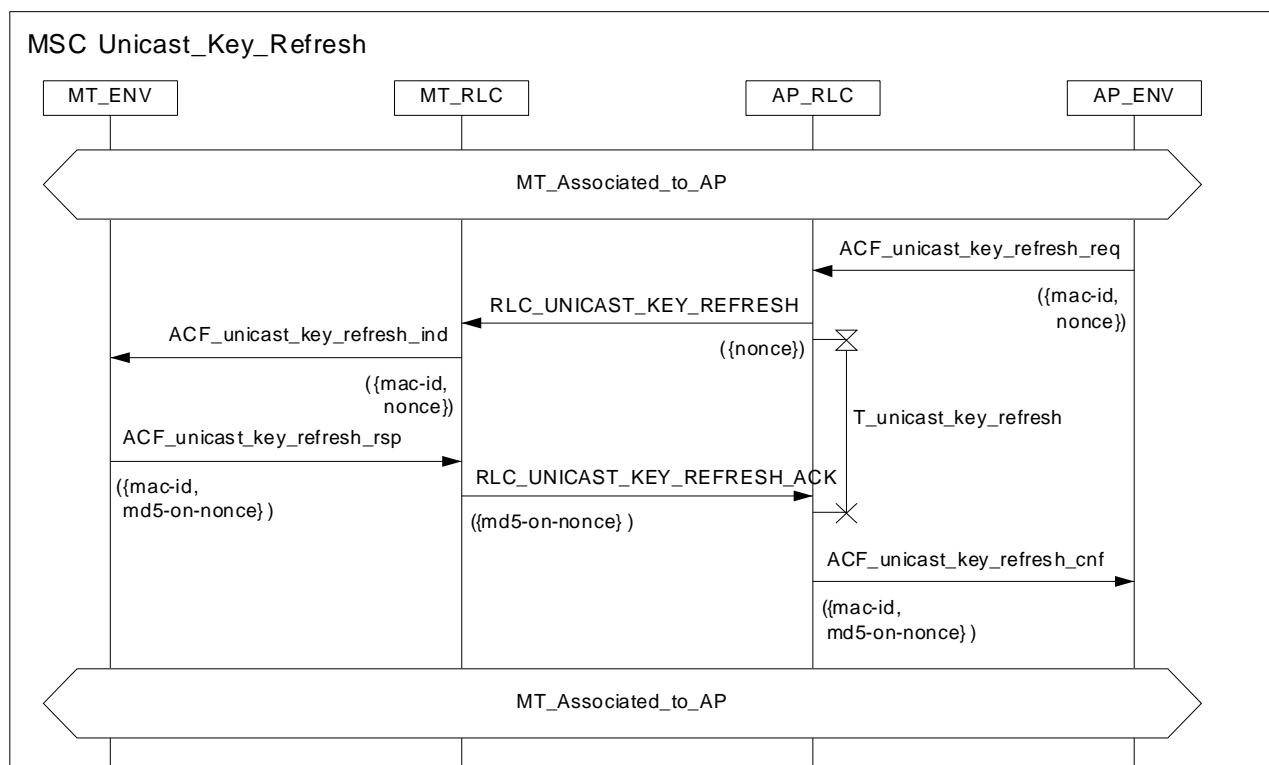 MSC Unicast_Key_Refresh
MT_ENV
MT_RLC
AP_RLC
AP_ENV
MT_Associated_to_AP
ACF_unicast_key_refresh_req
({mac-id,
nonce})
RLC_UNICAST_KEY_REFRESH
({nonce})
ACF_unicast_key_refresh_ind
({mac-id,
nonce})
T_unicast_key_refresh
ACF_unicast_key_refresh_rsp
({mac-id,
md5-on-nonce} )
RLC_UNICAST_KEY_REFRESH_ACK
({md5-on-nonce} )
ACF_unicast_key_refresh_cnf
({mac-id,
md5-on-nonce} )
MT_Associated_to_AP